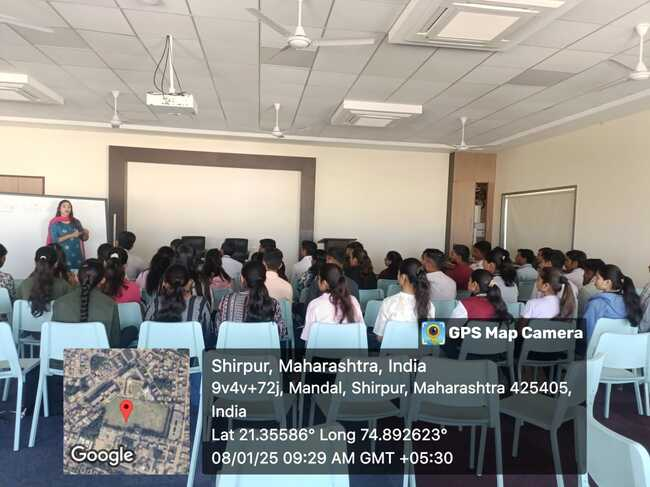 GPS Map Camera
Shirpur, Maharashtra, India
9v4v+72j, Mandal, Shirpur, Maharashtra 425405,
India
Lat 21.35586° Long 74.892623°
08/01/25 09:29 AM GMT +05:30
Google